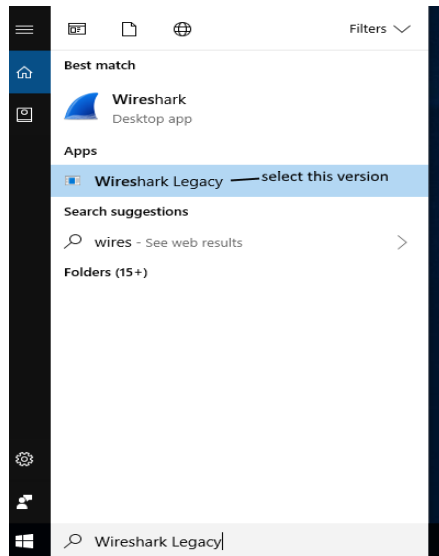 Filters
Best match
Wireshark
Desktop app
Apps
Wireshark Legacy select this version
Search suggestions
wires - See web results
Folders (15+)
Wireshark Legacy